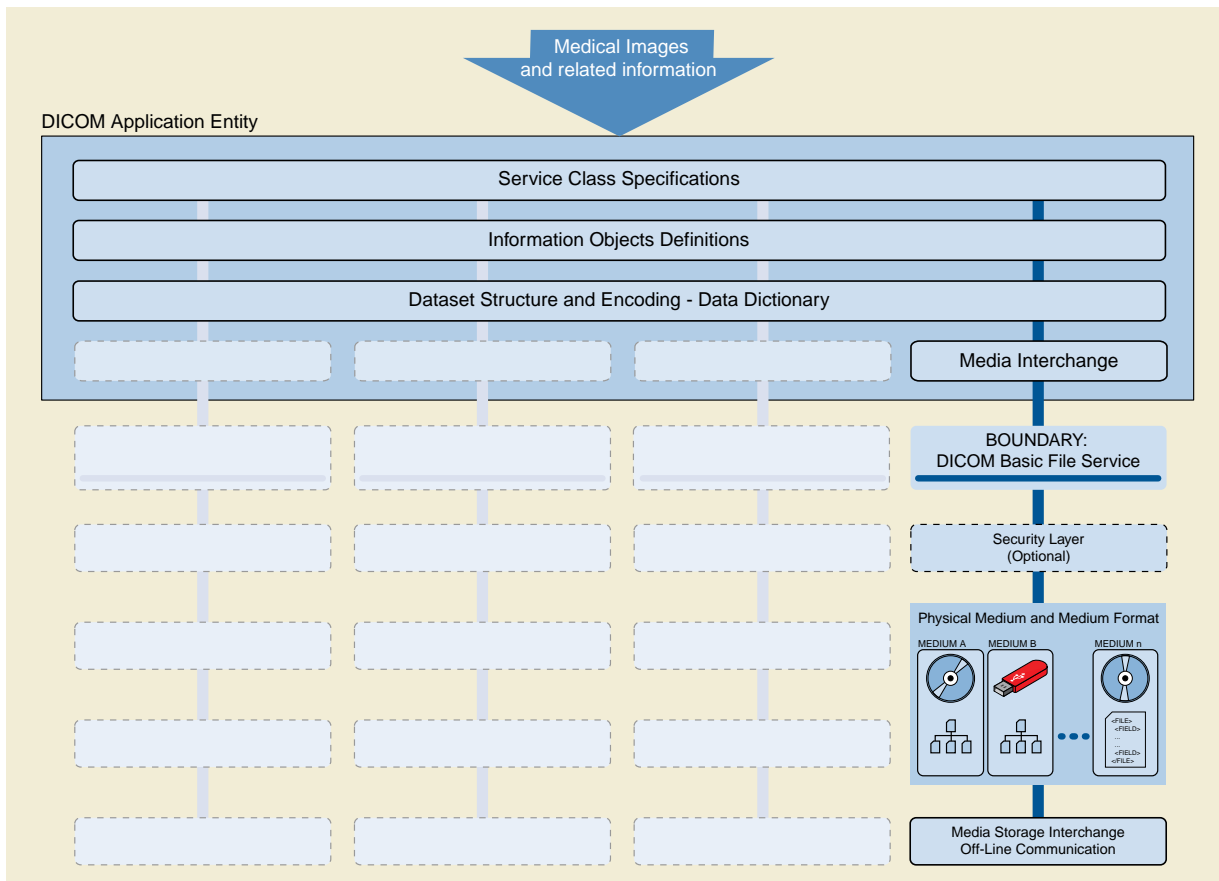 Medical Images
and related information
DICOM Application Entity
Service Class Specifications
Information Objects Definitions
Dataset Structure and Encoding - Data Dictionary
Media Interchange
BOUNDARY:
DICOM Basic File Service
Security Layer
(Optional)
Physical Medium and Medium Format
MEDIUM A
MEDIUM B
MEDIUM n
<FILE>
<FIELD>
...
...
<FIELD>
</FILE>
Media Storage Interchange
Off-Line Communication